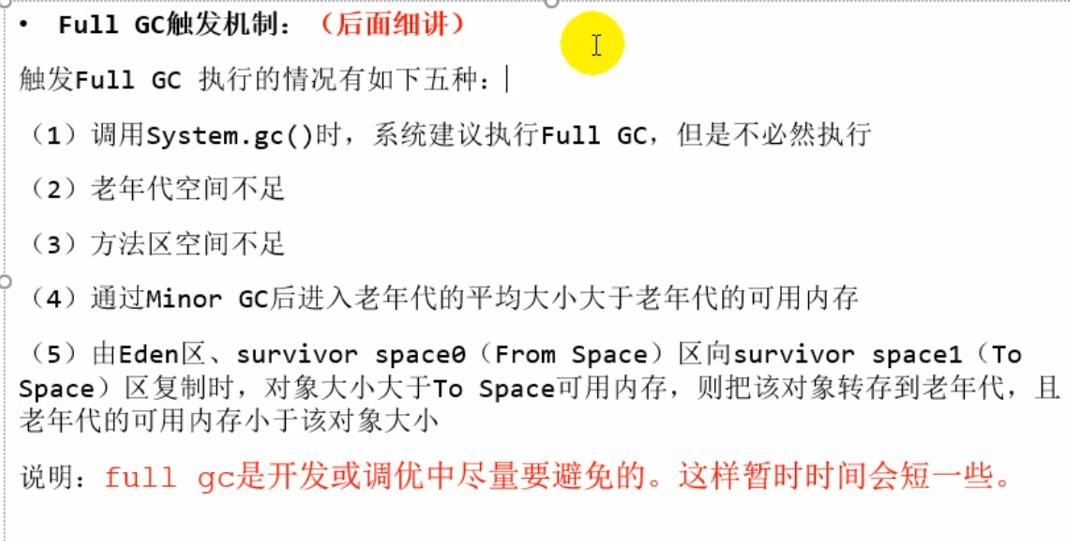 • Full GC触发机制：（后面细讲）
触发Full GC 执行的情况有如下五种：
（1）调用System.gc()时，系统建议执行Full GC，但是不必然执行
（2）老年代空间不足
（3）方法区空间不足
（4）通过Minor GC后进入老年代的平均大小大于老年代的可用内存
（5）由Eden区、survivor space0（From Space）区向survivor space1（To
Space）区复制时，对象大小大于To Space可用内存，则把该对象转存到老年代，且
老年代的可用内存小于该对象大小
说明：full gc是开发或调优中尽量要避免的。这样暂时时间会短一些。